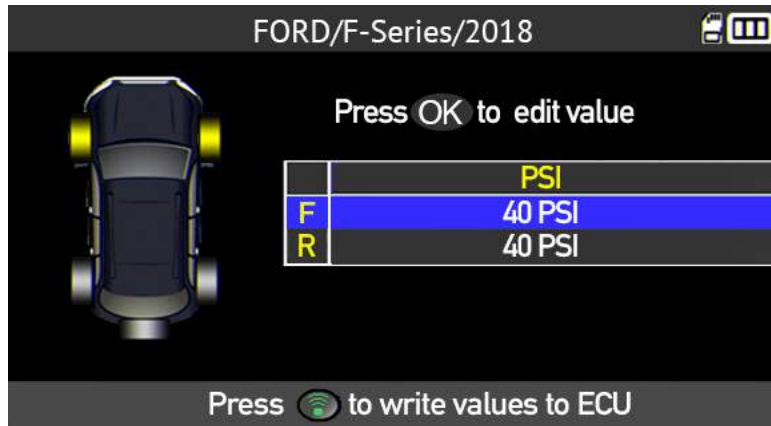 FORD/F-Series/2018
Press OK to edit value
PSI
F 40 PSI
R 40 PSI
Press to write values to ECU